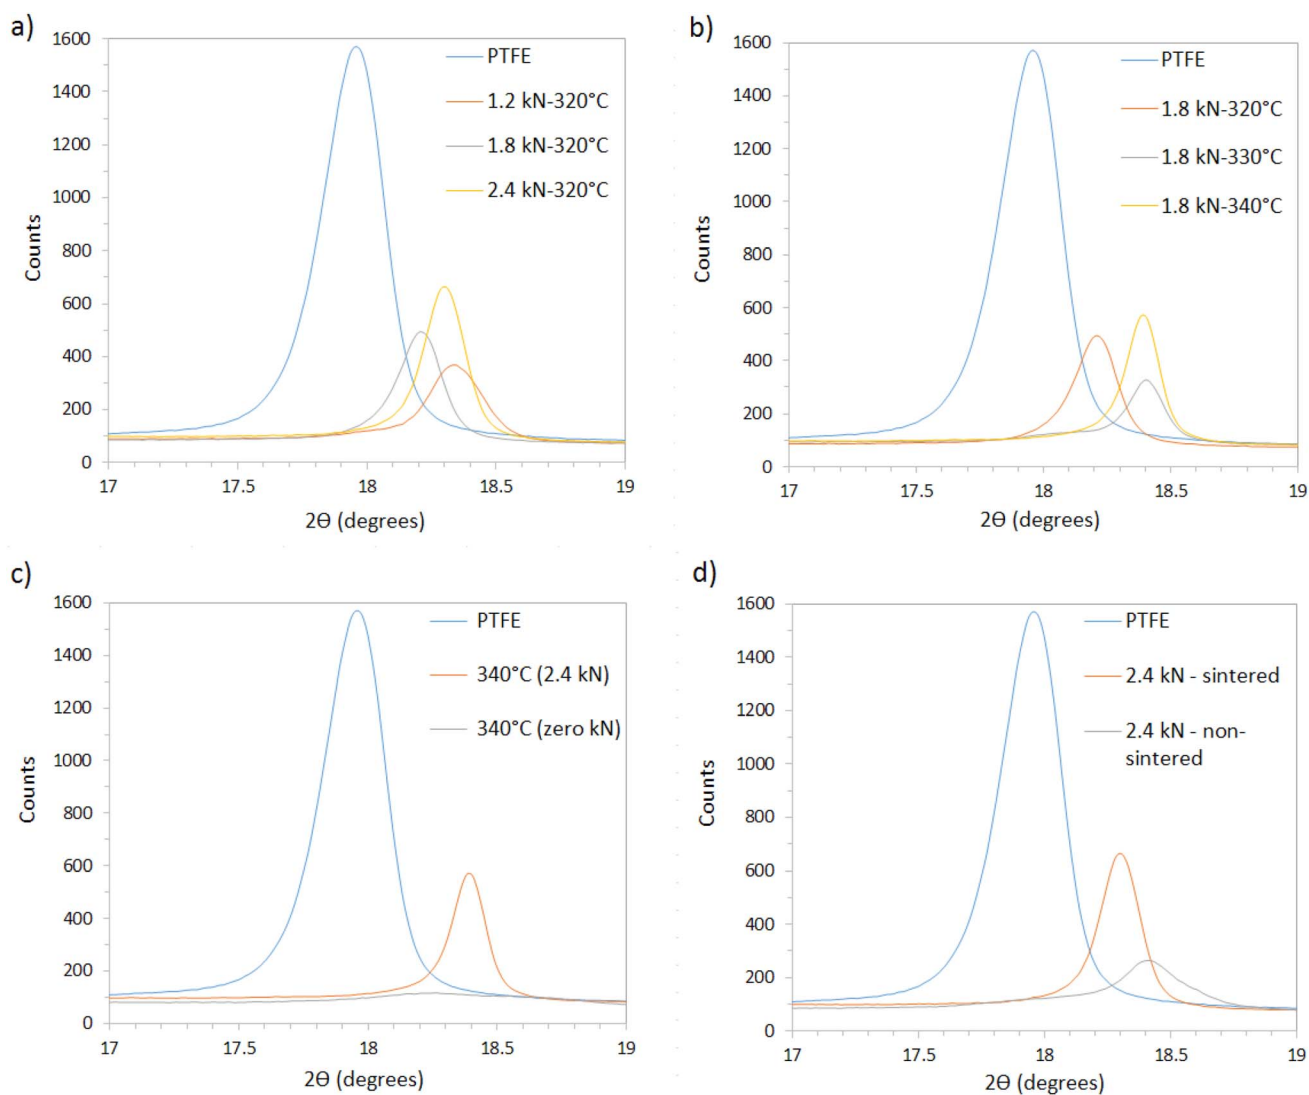 a)
1600
1400
1200
1000
800
600
400
200
0
Counts
PTFE
1.2 kN-320°C
1.8 kN-320°C
2.4 kN-320°C
17
17.5
18
18.5
19
2Θ (degrees)
b)
1600
1400
1200
1000
800
600
400
200
0
Counts
PTFE
1.8 kN-320°C
1.8 kN-330°C
1.8 kN-340°C
17
17.5
18
18.5
19
2Θ (degrees)
c)
1600
1400
1200
1000
800
600
400
200
0
Counts
PTFE
340°C (2.4 kN)
340°C (zero kN)
17
17.5
18
18.5
19
2Θ (degrees)
d)
1600
1400
1200
1000
800
600
400
200
0
Counts
PTFE
2.4 kN - sintered
2.4 kN - non-
sintered
17
17.5
18
18.5
19
2Θ (degrees)